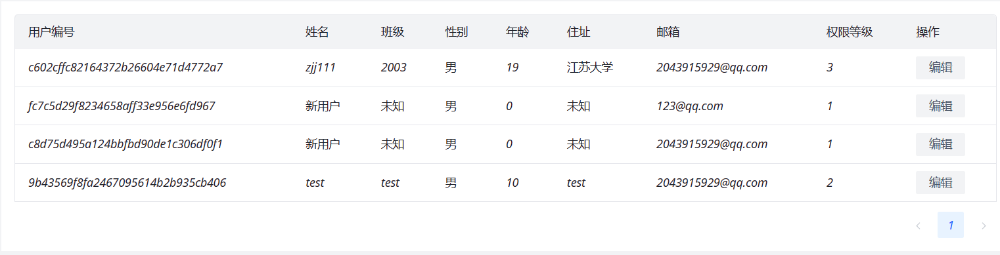 用户编号 姓名 班级 性别 年龄 住址 邮箱 权限等级 操作
c602cffc82164372b26604e71d4772a7 zjj111 2003 男 19 江苏大学 2043915929@qq.com 3 编辑
fc7c5d29f8234658aff33e956e6fd967 新用户 未知 男 0 未知 123@qq.com 1 编辑
c8d75d495a124bbfbd90de1c306df0f1 新用户 未知 男 0 未知 2043915929@qq.com 1 编辑
9b43569f8fa2467095614b2b935cb406 test test 男 10 test 2043915929@qq.com 2 编辑
1